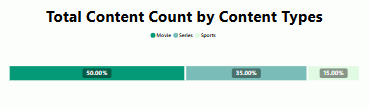 Total Content Count by Content Types
Movie Series Sports
50.00% 35.00% 15.00%